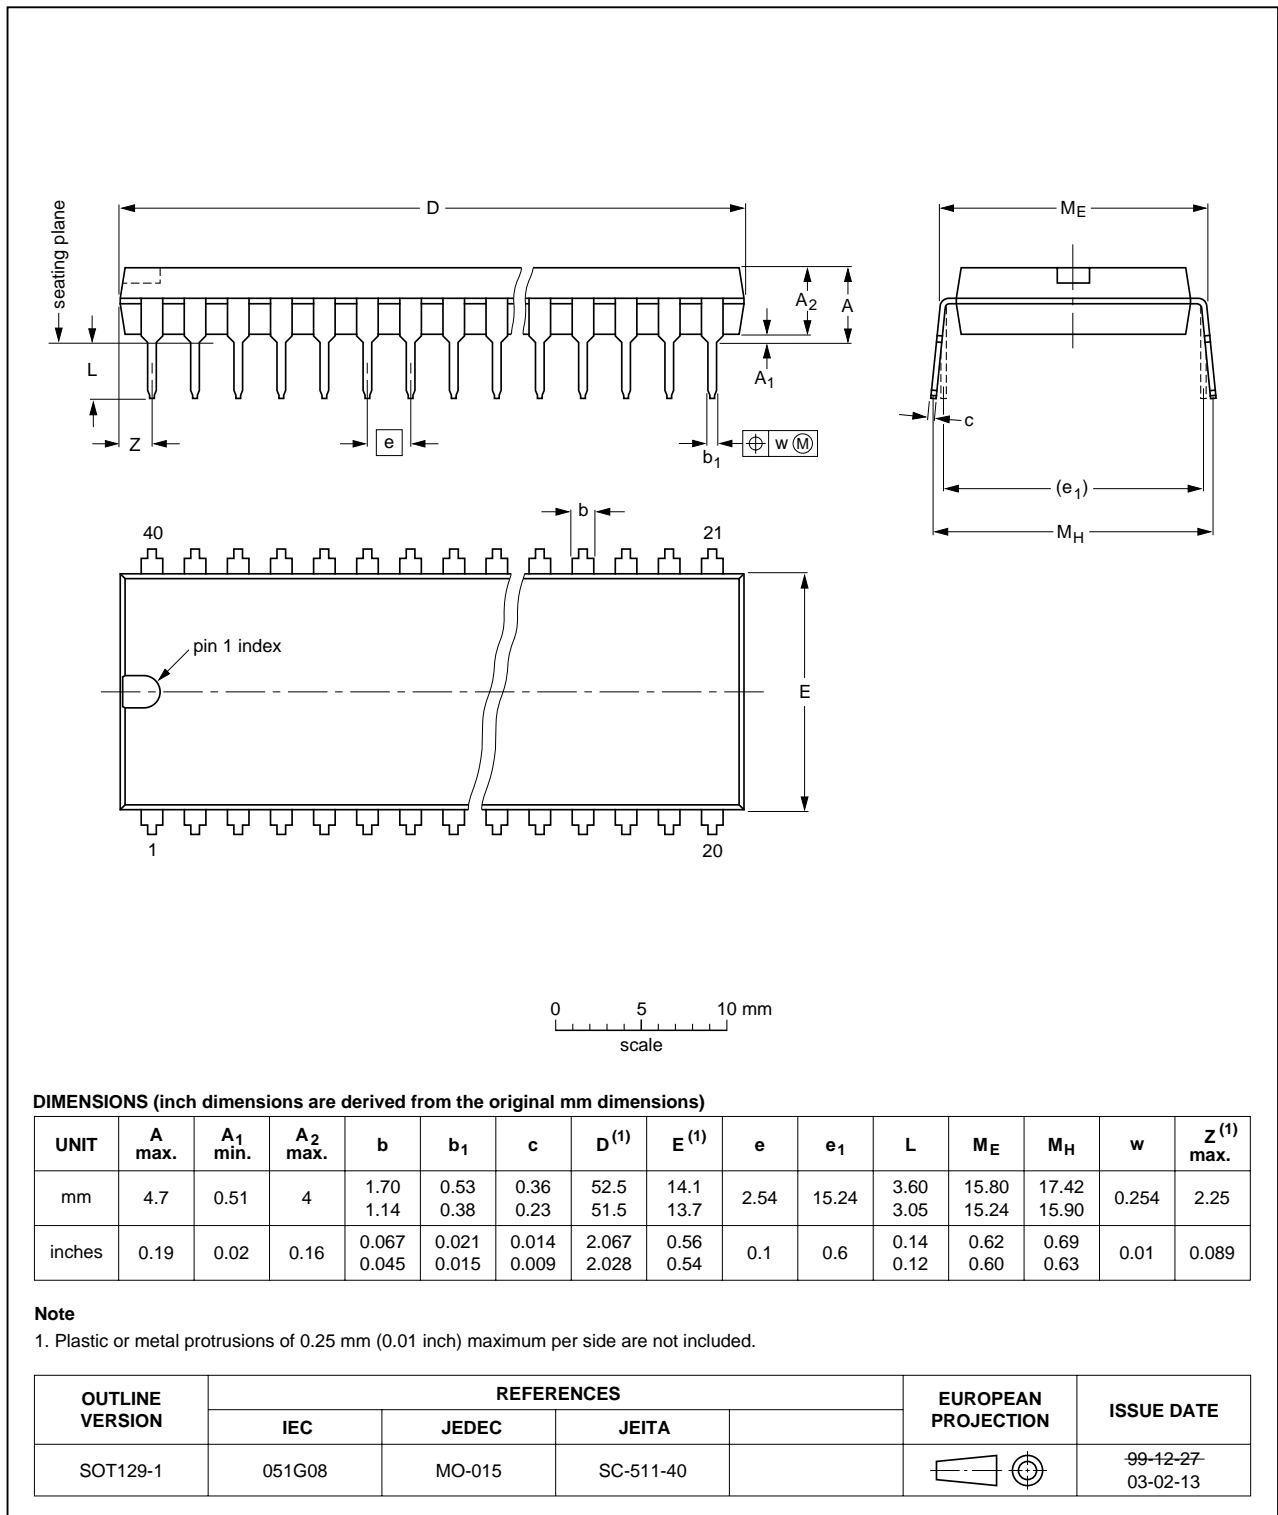 seating plane
D
ME
A2
A
L
A1
Z
e
b1
w M
c
(e1)
MH
b
40
21
pin 1 index
E
1
20
0 5 10 mm
scale
DIMENSIONS (inch dimensions are derived from the original mm dimensions)
UNIT A max. A1 min. A2 max. b b1 c D(1) E(1) e e1 L ME MH w Z(1) max.
mm 4.7 0.51 4 1.70 1.14 0.53 0.38 0.36 0.23 52.5 51.5 14.1 13.7 2.54 15.24 3.60 3.05 15.80 15.24 17.42 15.90 0.254 2.25
inches 0.19 0.02 0.16 0.067 0.045 0.021 0.015 0.014 0.009 2.067 2.028 0.56 0.54 0.1 0.6 0.14 0.12 0.62 0.60 0.69 0.63 0.01 0.089
Note
1. Plastic or metal protrusions of 0.25 mm (0.01 inch) maximum per side are not included.
OUTLINE VERSION REFERENCES EUROPEAN PROJECTION ISSUE DATE
IEC JEDEC JEITA
SOT129-1 051G08 MO-015 SC-511-40 99-12-27
03-02-13